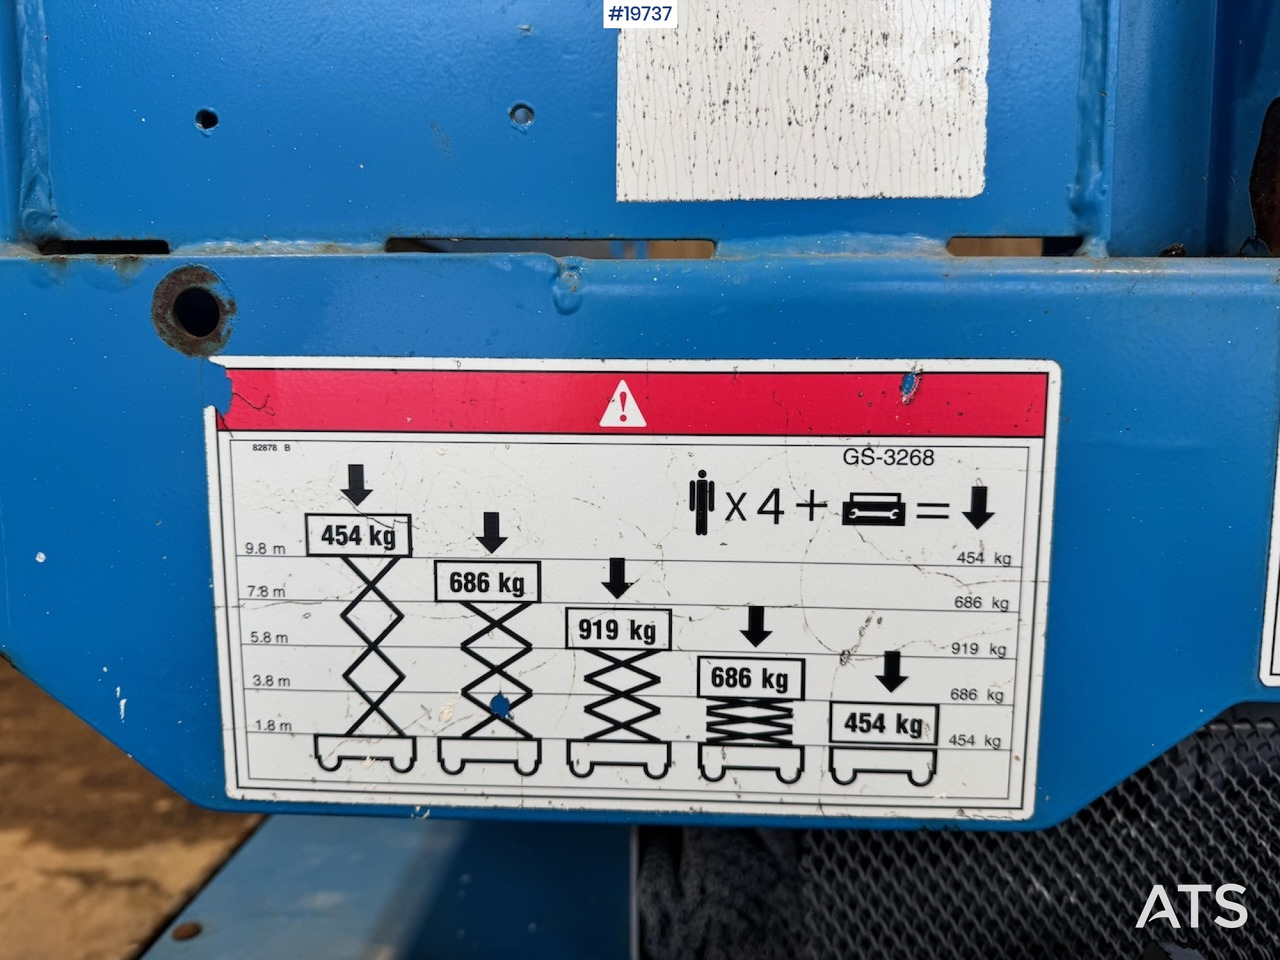 #19737
82878 B
GS-3268
x 4 + =
454 kg
9.8 m
454 kg
686 kg
7.8 m
686 kg
919 kg
5.8 m
919 kg
686 kg
3.8 m
686 kg
454 kg
1.8 m
454 kg
ATS